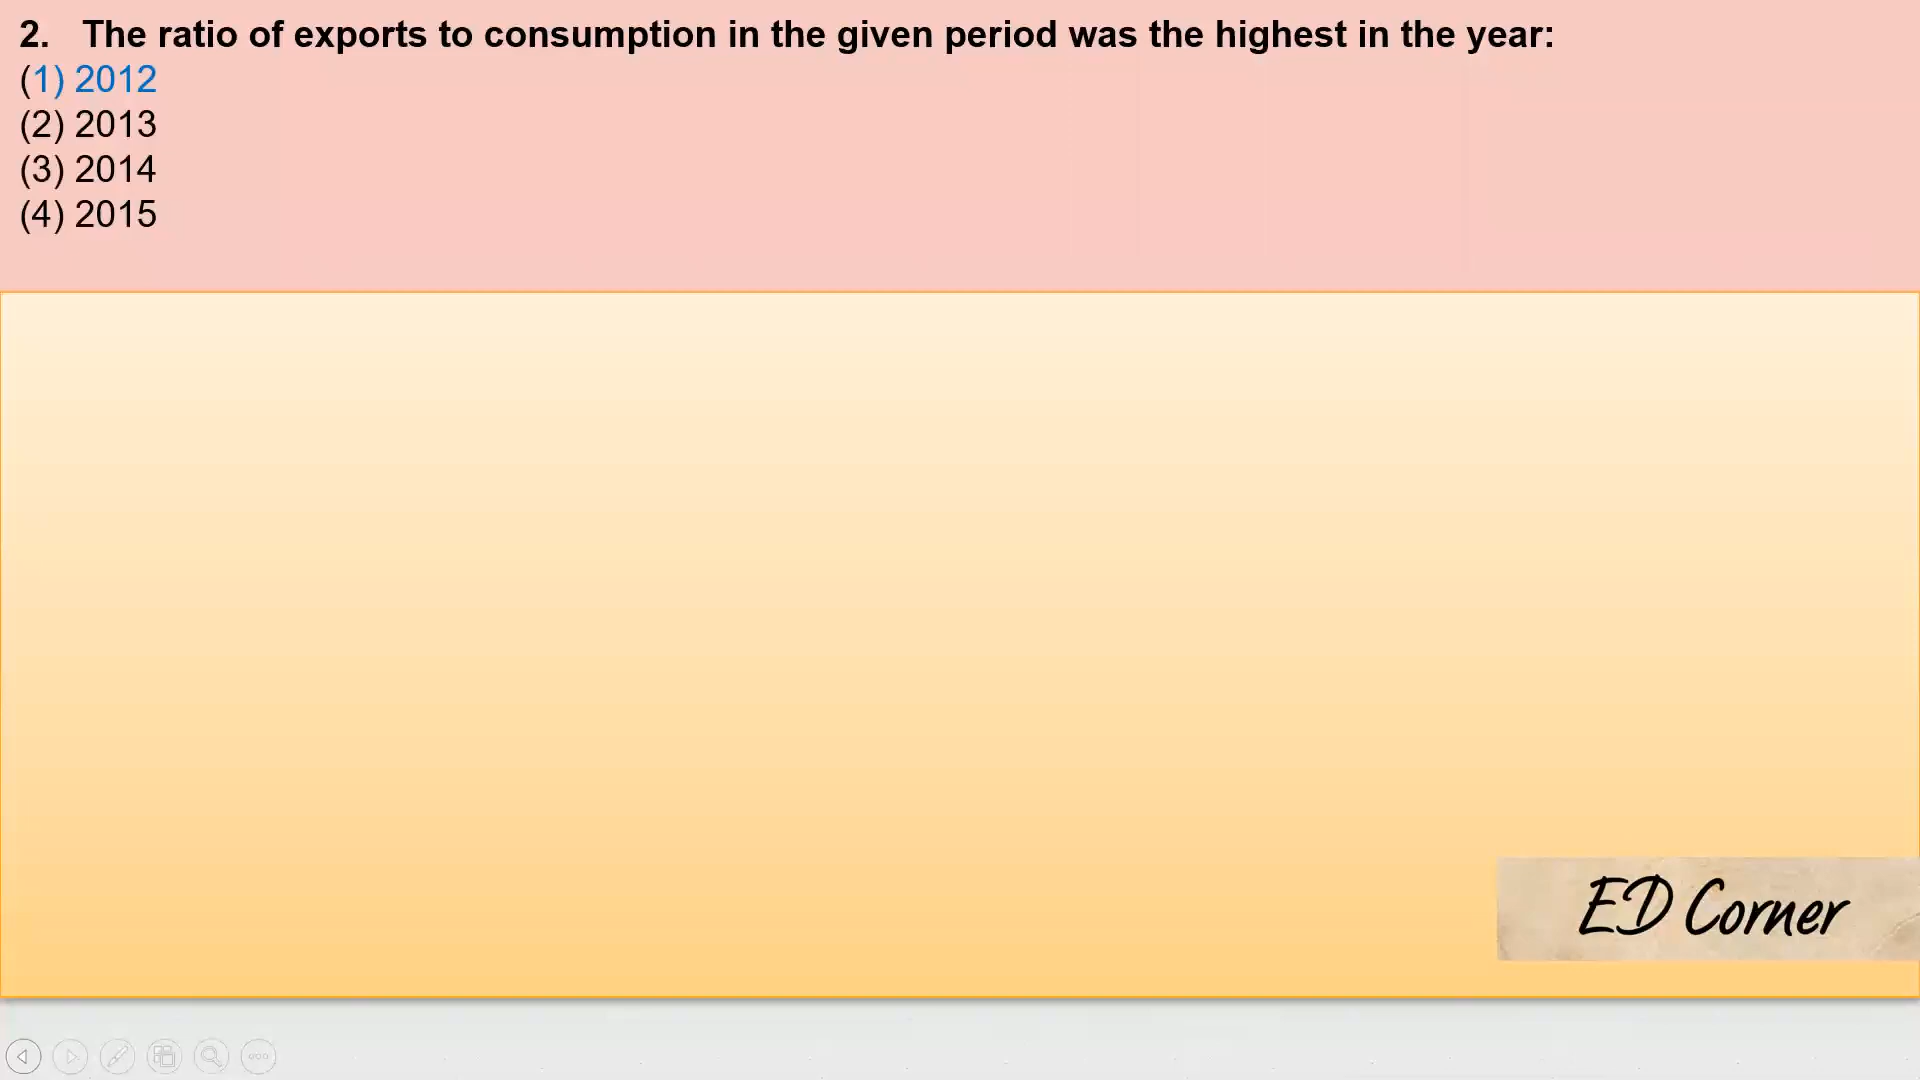 2. The ratio of exports to consumption in the given period was the highest in the year:
(1) 2012
(2) 2013
(3) 2014
(4) 2015
ED Corner